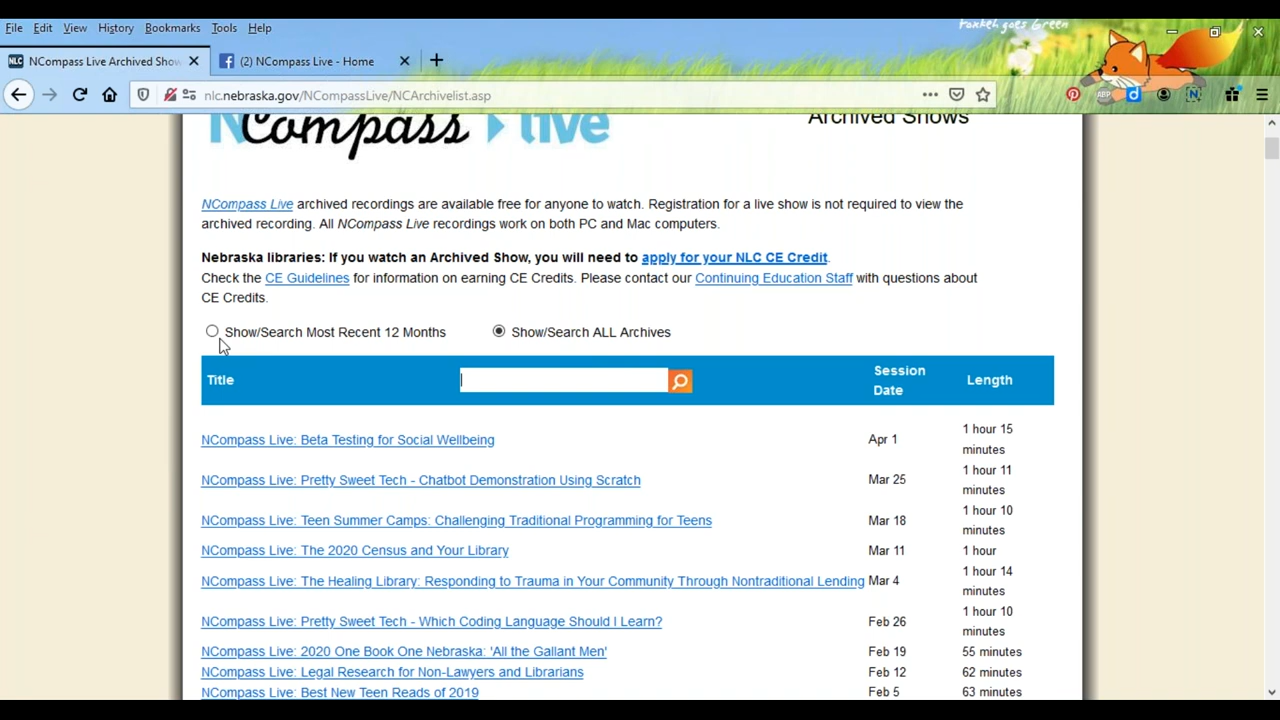 foxkeh goes Green
File Edit View History Bookmarks Tools Help
NLC NCompass Live Archived Show
(2) NCompass Live - Home
nlc.nebraska.gov/NCompassLive/NCArchivelist.asp
ABP
NCompass live
Archived Shows
NCompass Live archived recordings are available free for anyone to watch. Registration for a live show is not required to view the
archived recording. All NCompass Live recordings work on both PC and Mac computers.
Nebraska libraries: If you watch an Archived Show, you will need to apply for your NLC CE Credit.
Check the CE Guidelines for information on earning CE Credits. Please contact our Continuing Education Staff with questions about
CE Credits.
Show/Search Most Recent 12 Months Show/Search ALL Archives
Title Session Date Length
NCompass Live: Beta Testing for Social Wellbeing Apr 1 1 hour 15 minutes
NCompass Live: Pretty Sweet Tech - Chatbot Demonstration Using Scratch Mar 25 1 hour 11 minutes
NCompass Live: Teen Summer Camps: Challenging Traditional Programming for Teens Mar 18 1 hour 10 minutes
NCompass Live: The 2020 Census and Your Library Mar 11 1 hour
NCompass Live: The Healing Library: Responding to Trauma in Your Community Through Nontraditional Lending Mar 4 1 hour 14 minutes
NCompass Live: Pretty Sweet Tech - Which Coding Language Should I Learn? Feb 26 1 hour 10 minutes
NCompass Live: 2020 One Book One Nebraska: 'All the Gallant Men' Feb 19 55 minutes
NCompass Live: Legal Research for Non-Lawyers and Librarians Feb 12 62 minutes
NCompass Live: Best New Teen Reads of 2019 Feb 5 63 minutes